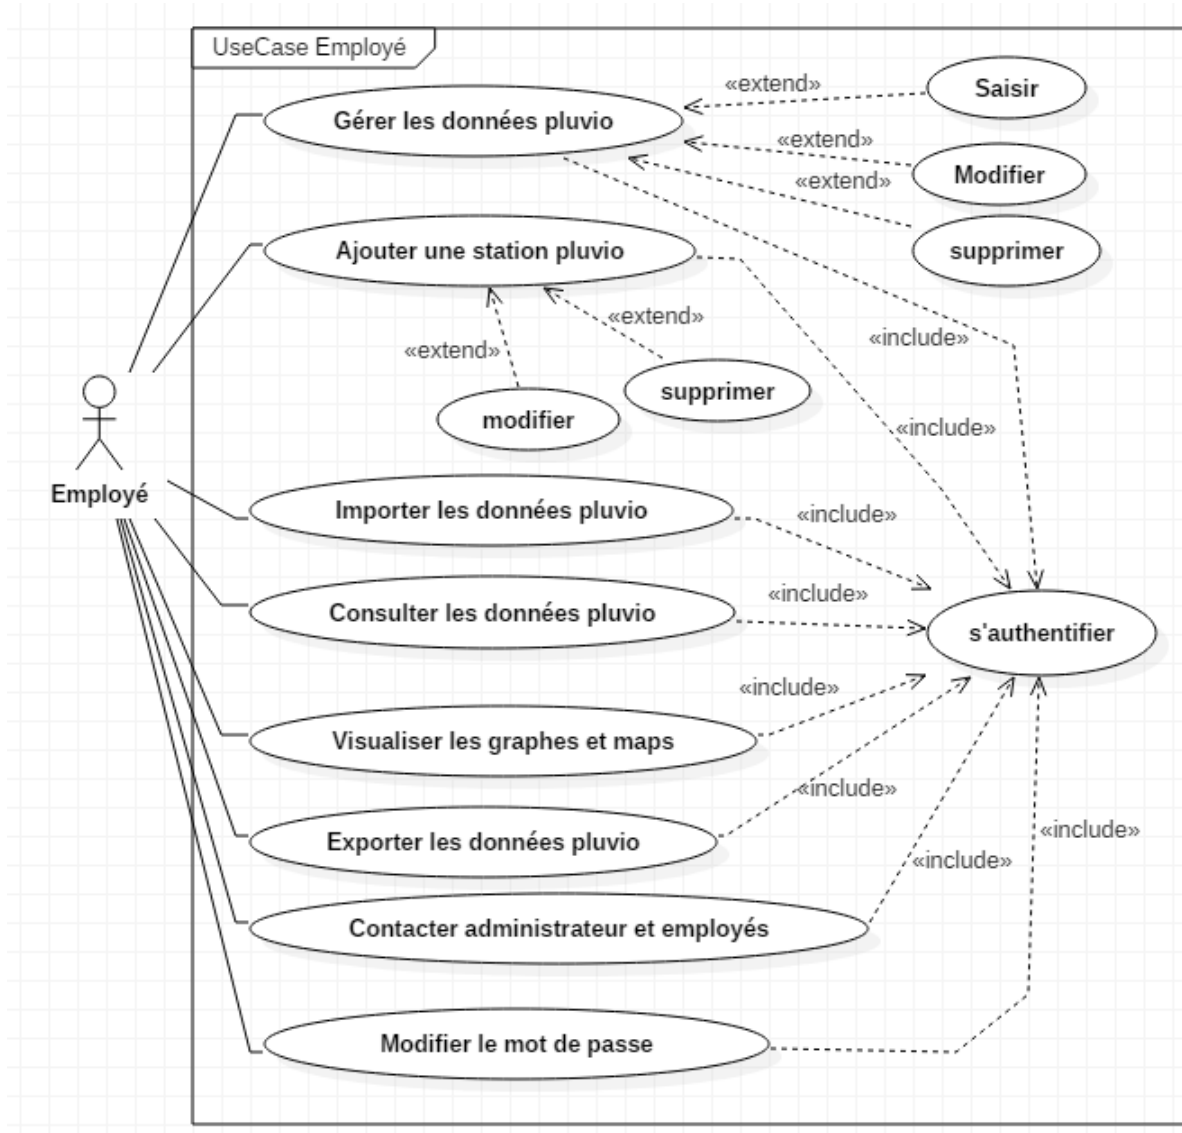 UseCase Employé
«extend»
Saisir
Gérer les données pluvio
«extend»
Modifier
«extend»
Ajouter une station pluvio
supprimer
«extend»
«include»
«extend»
supprimer
modifier
«include»
Employé
Importer les données pluvio
«include»
«include»
Consulter les données pluvio
s'authentifier
«include»
Visualiser les graphes et maps
«include»
Exporter les données pluvio
«include»
«include»
Contacter administrateur et employés
Modifier le mot de passe